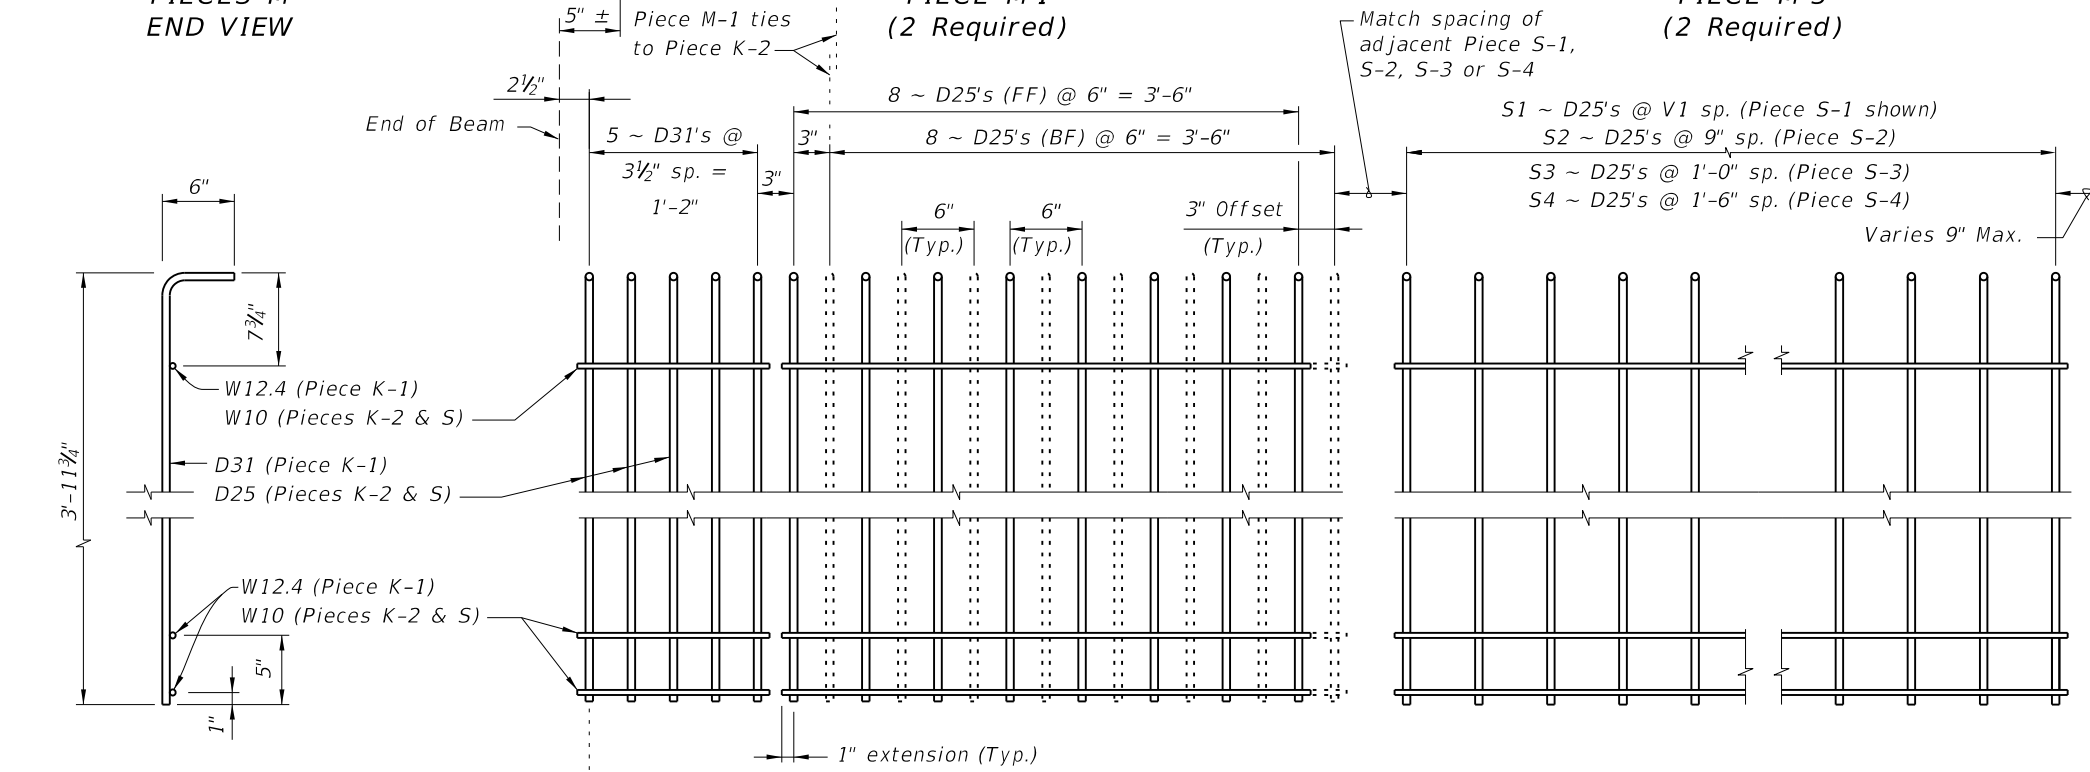 END VIEW
5" ±
Piece M-1 ties
to Piece K-2
(2 Required)
Match spacing of
adjacent Piece S-1,
S-2, S-3 or S-4
(2 Required)
2½"
End of Beam
5 ~ D31's @
3½" sp. =
1'-2"
3"
3"
8 ~ D25's (FF) @ 6" = 3'-6"
8 ~ D25's (BF) @ 6" = 3'-6"
S1 ~ D25's @ V1 sp. (Piece S-1 shown)
S2 ~ D25's @ 9" sp. (Piece S-2)
S3 ~ D25's @ 1'-0" sp. (Piece S-3)
S4 ~ D25's @ 1'-6" sp. (Piece S-4)
Varies 9" Max.
6"
6"
(Typ.)
6"
(Typ.)
3" Offset
(Typ.)
7¾"
W12.4 (Piece K-1)
W10 (Pieces K-2 & S)
3'-11¾"
D31 (Piece K-1)
D25 (Pieces K-2 & S)
W12.4 (Piece K-1)
W10 (Pieces K-2 & S)
5"
1"
1" extension (Typ.)